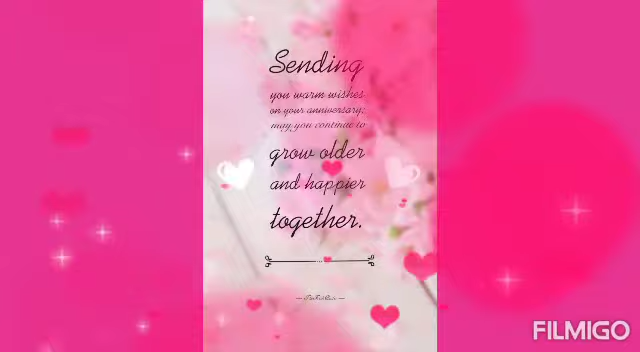 Sending
you warm wishes
on your anniversary;
may you continue to
grow older
and happier
together.
FILMIGO